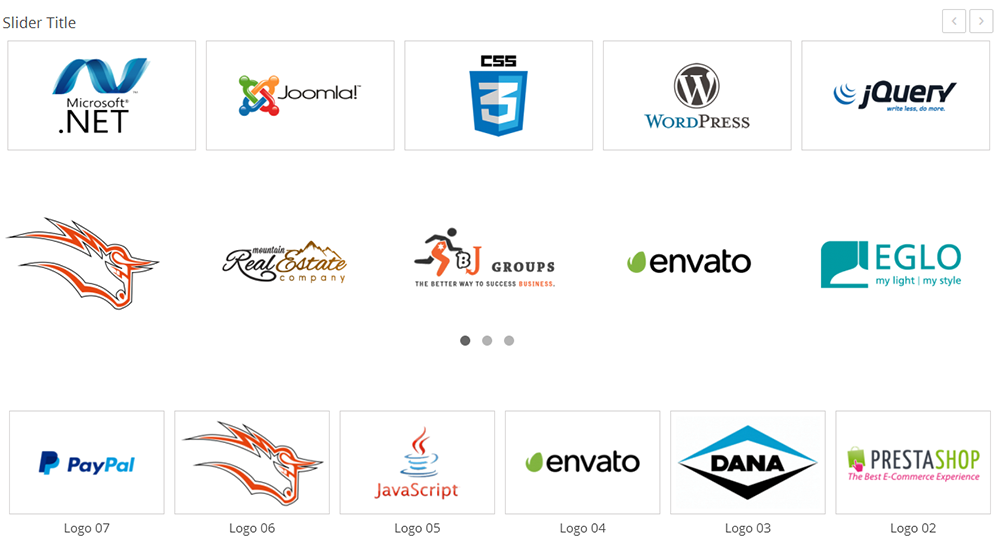 Slider Title
Microsoft®
.NET
Joomla!™
CSS
3
W
WORDPRESS
jQuery
write less, do more.
mountain
Real Estate
company
BJ GROUPS
THE BETTER WAY TO SUCCESS BUSINESS.
envato
EGLO
my light | my style
PayPal
JavaScript
envato
DANA
PRESTASHOP
The Best E-Commerce Experience
Logo 07
Logo 06
Logo 05
Logo 04
Logo 03
Logo 02